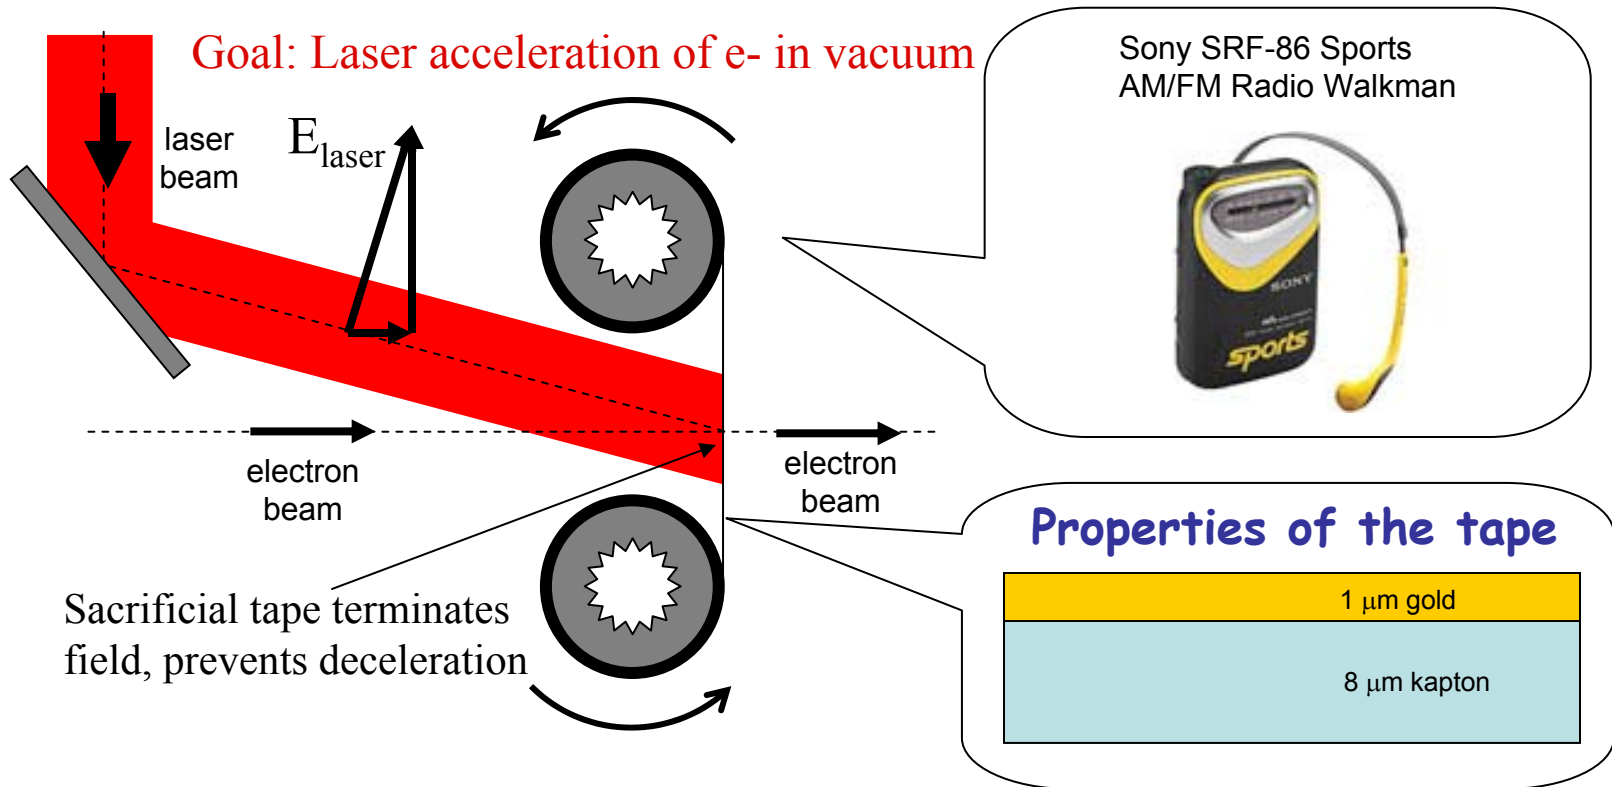 Goal: Laser acceleration of e- in vacuum
laser
beam
E laser
electron
beam
electron
beam
Sacrificial tape terminates
field, prevents deceleration
Sony SRF-86 Sports
AM/FM Radio Walkman
SONY
sports
Properties of the tape
1 μm gold
8 μm kapton